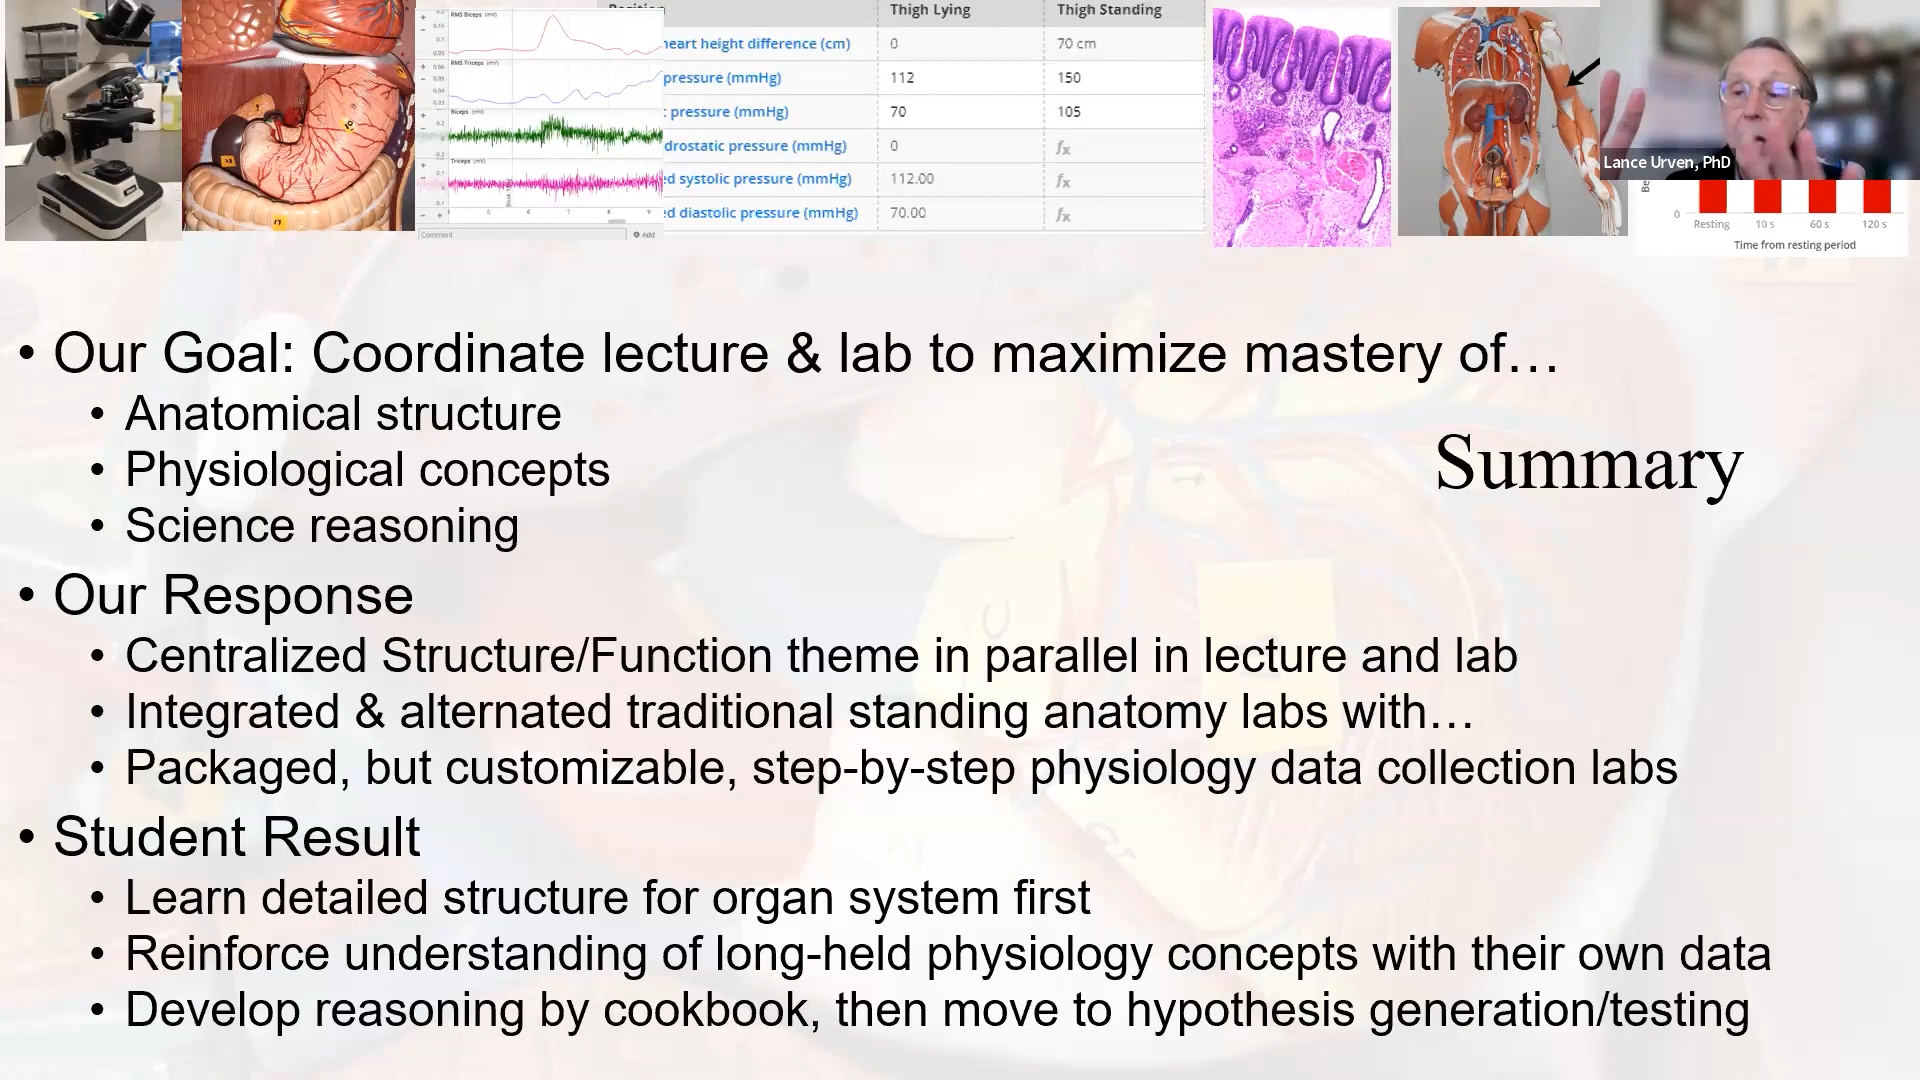 RMS Biceps (mV)
RMS Triceps (mV)
Biceps (mV)
Triceps (mV)
Comment
Add
Position Thigh Lying Thigh Standing
heart height difference (cm) 0 70 cm
pressure (mmHg) 112 150
pressure (mmHg) 70 105
drostatic pressure (mmHg) 0 fx
ed systolic pressure (mmHg) 112.00 fx
ed diastolic pressure (mmHg) 70.00 fx
Lance Urven, PhD
Be
0
Resting 10 s 60 s 120 s
Time from resting period
• Our Goal: Coordinate lecture & lab to maximize mastery of…
• Anatomical structure
• Physiological concepts
• Science reasoning
Summary
• Our Response
• Centralized Structure/Function theme in parallel in lecture and lab
• Integrated & alternated traditional standing anatomy labs with…
• Packaged, but customizable, step-by-step physiology data collection labs
• Student Result
• Learn detailed structure for organ system first
• Reinforce understanding of long-held physiology concepts with their own data
• Develop reasoning by cookbook, then move to hypothesis generation/testing